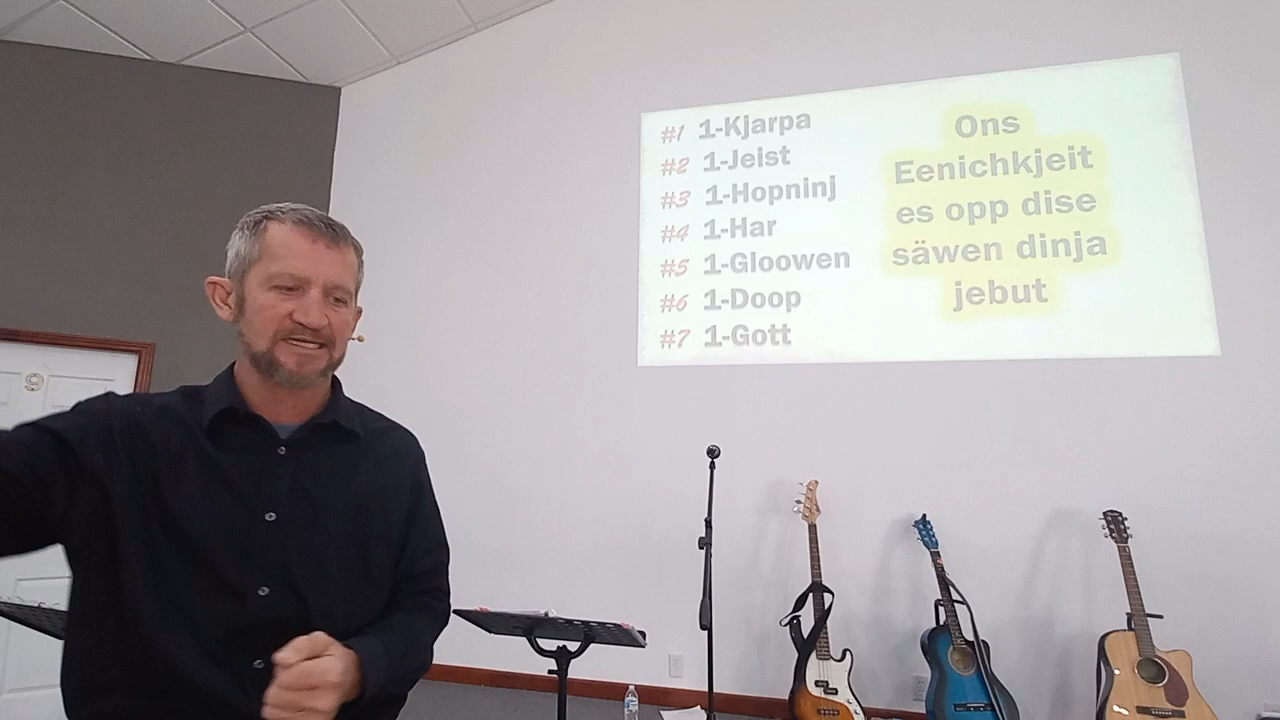 #1 1-Kjarpa
#2 1-Jeist
#3 1-Hopninj
#4 1-Har
#5 1-Gloowen
#6 1-Doop
#7 1-Gott
Ons
Eenichkjeit
es opp dise
säwen dinja
jebut